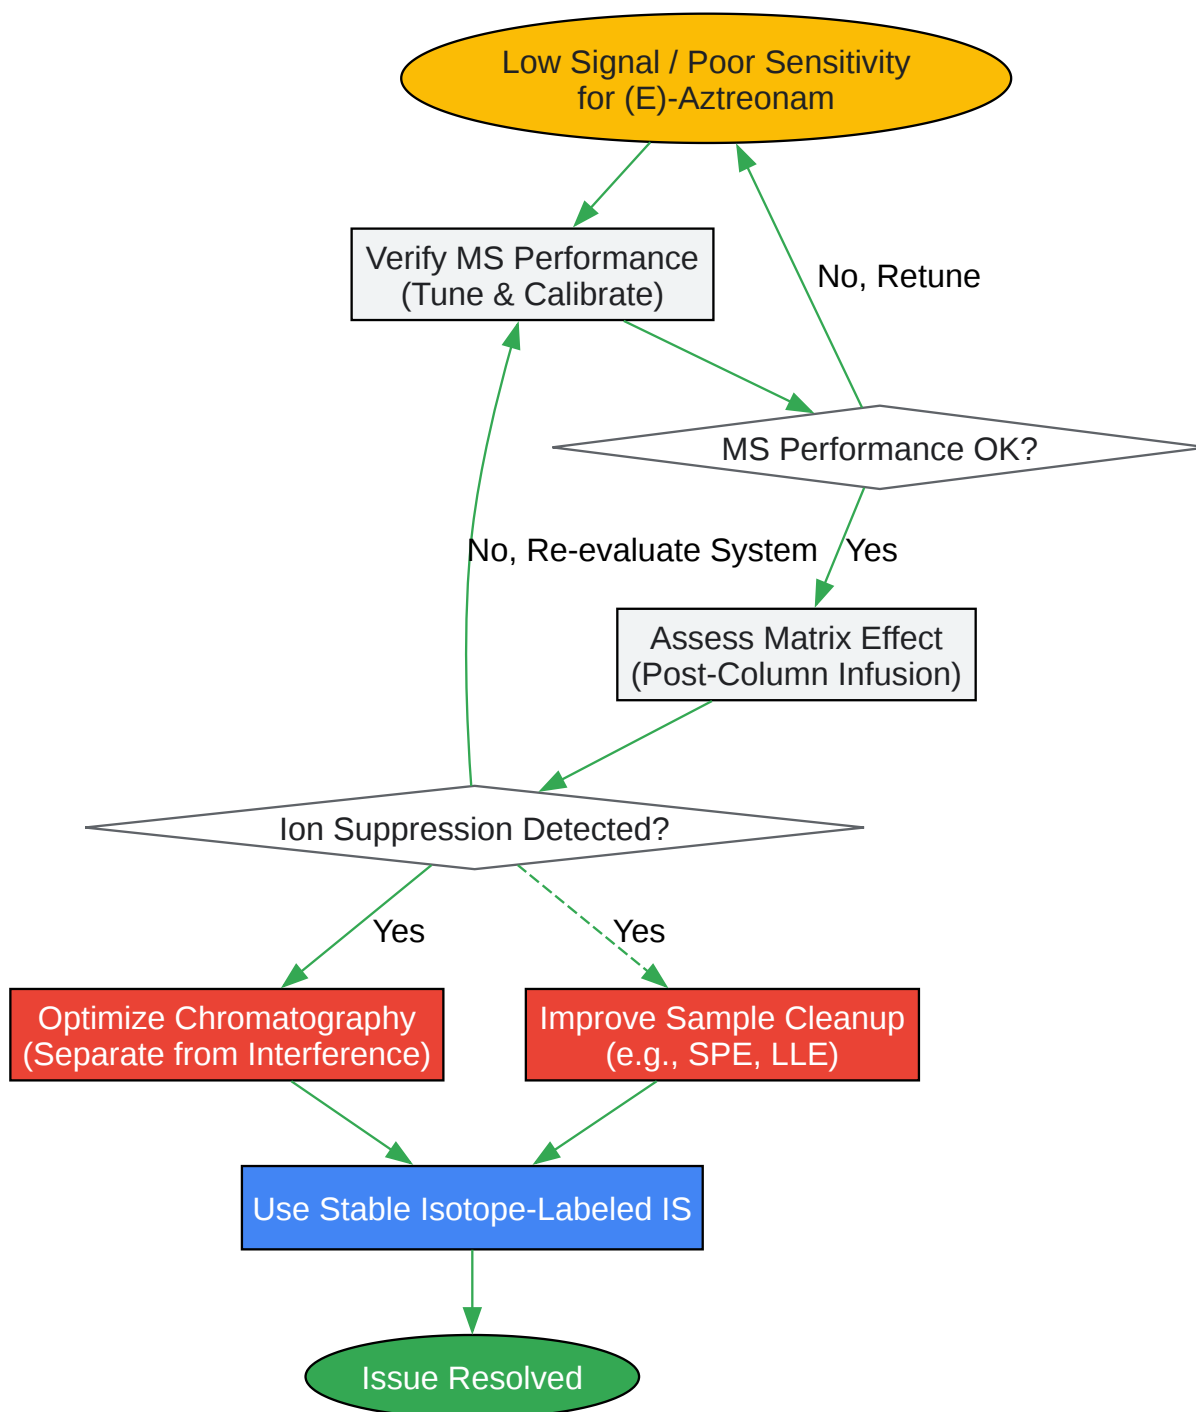 Low Signal / Poor Sensitivity
for (E)-Aztreonam
Verify MS Performance
(Tune & Calibrate)
No, Retune
MS Performance OK?
No, Re-evaluate System
Yes
Assess Matrix Effect
(Post-Column Infusion)
Ion Suppression Detected?
Yes
Yes
Optimize Chromatography
(Separate from Interference)
Improve Sample Cleanup
(e.g., SPE, LLE)
Use Stable Isotope-Labeled IS
Issue Resolved